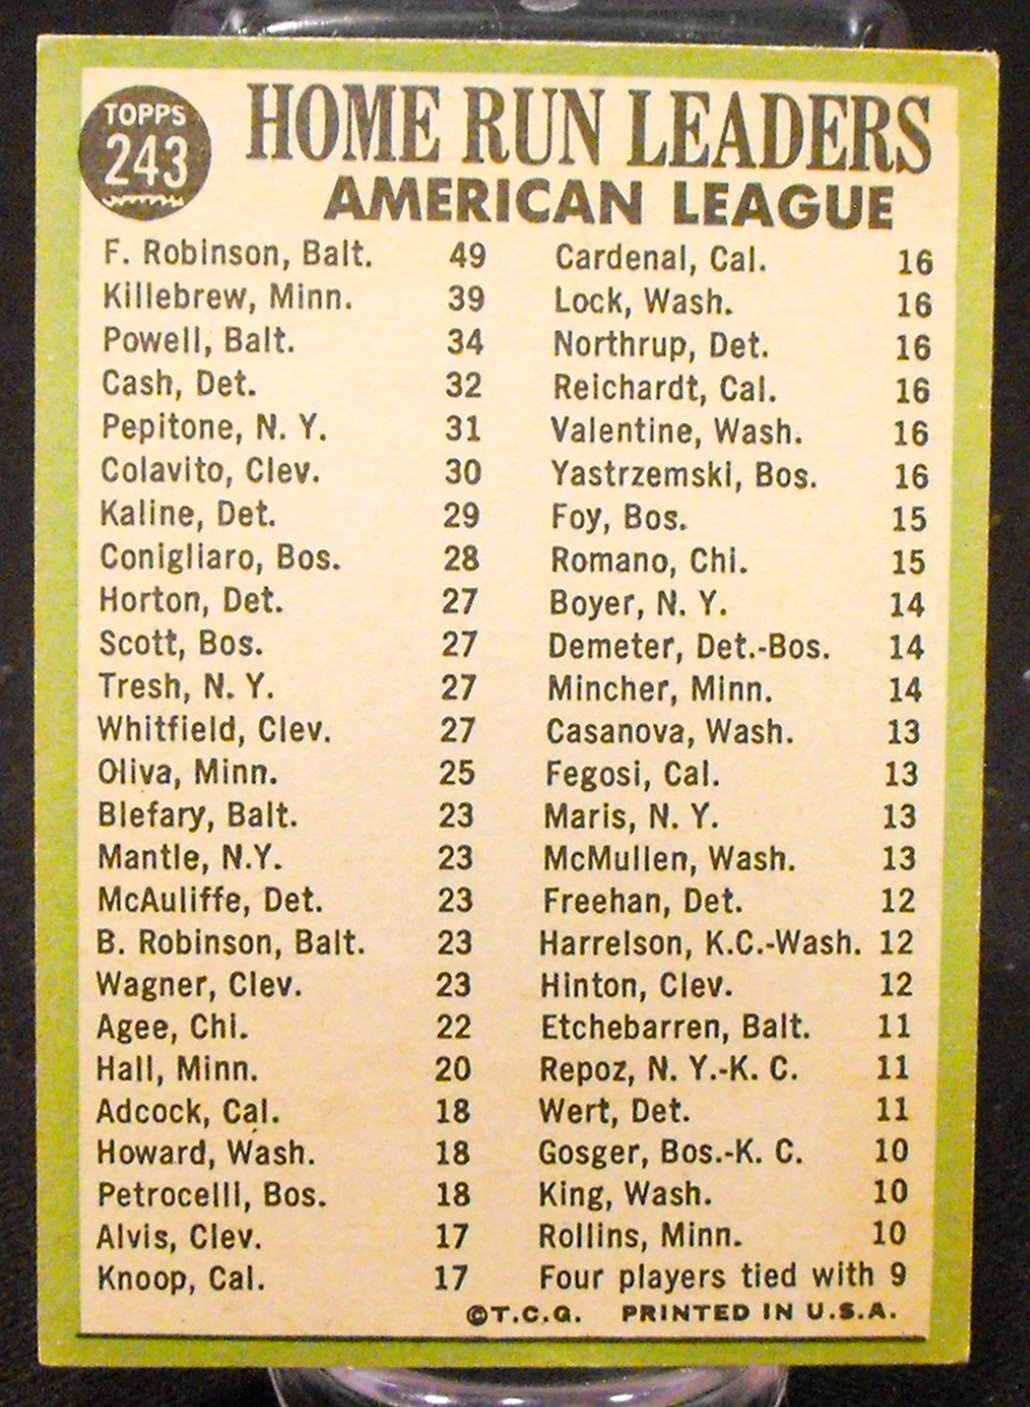 TOPPS
243
HOME RUN LEADERS
AMERICAN LEAGUE
F. Robinson, Balt. 49
Killebrew, Minn. 39
Powell, Balt. 34
Cash, Det. 32
Pepitone, N. Y. 31
Colavito, Clev. 30
Kaline, Det. 29
Conigliaro, Bos. 28
Horton, Det. 27
Scott, Bos. 27
Tresh, N. Y. 27
Whitfield, Clev. 27
Oliva, Minn. 25
Blefary, Balt. 23
Mantle, N.Y. 23
McAuliffe, Det. 23
B. Robinson, Balt. 23
Wagner, Clev. 23
Agee, Chi. 22
Hall, Minn. 20
Adcock, Cal. 18
Howard, Wash. 18
Petrocelli, Bos. 18
Alvis, Clev. 17
Knoop, Cal. 17
Cardenal, Cal. 16
Lock, Wash. 16
Northrup, Det. 16
Reichardt, Cal. 16
Valentine, Wash. 16
Yastrzemski, Bos. 16
Foy, Bos. 15
Romano, Chi. 15
Boyer, N. Y. 14
Demeter, Det.-Bos. 14
Mincher, Minn. 14
Casanova, Wash. 13
Fegosi, Cal. 13
Maris, N. Y. 13
McMullen, Wash. 13
Freehan, Det. 12
Harrelson, K.C.-Wash. 12
Hinton, Clev. 12
Etchebarren, Balt. 11
Repoz, N. Y.-K. C. 11
Wert, Det. 11
Gosger, Bos.-K. C. 10
King, Wash. 10
Rollins, Minn. 10
Four players tied with 9
©T.C.G. PRINTED IN U.S.A.